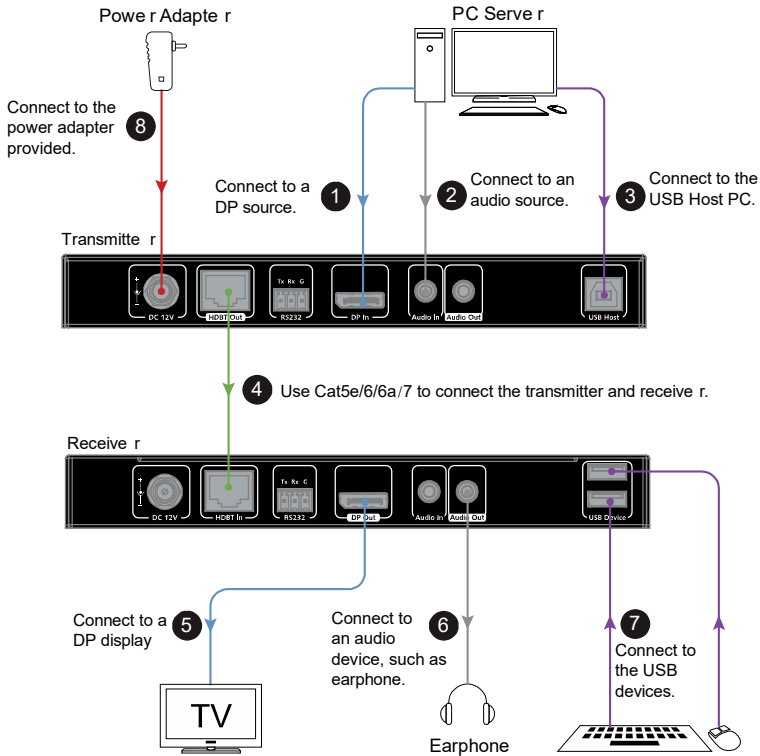 Powe r Adapte r
PC Serve r
Connect to the
power adapter
provided.
8
Connect to a
DP source.
1
2
Connect to an
audio source.
3
Connect to the
USB Host PC.
Transmitte r
+
-
DC 12V
HDBT Out
Tx Rx G
RS232
DP In
Audio In
Audio Out
USB Host
4
Use Cat5e/6/6a/7 to connect the transmitter and receive r.
Receive r
+
-
DC 12V
HDBT In
Tx Rx G
RS232
DP Out
Audio In
Audio Out
USB Device
Connect to a
DP display
5
Connect to
an audio
device, such as
earphone.
6
7
Connect to
the USB
devices.
TV
Earphone